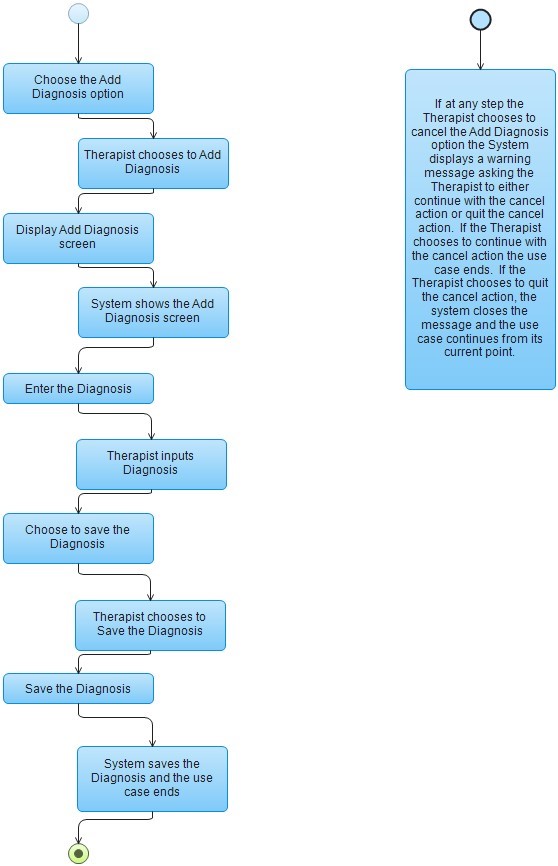 Choose the Add
Diagnosis option
Therapist chooses to Add
Diagnosis
Display Add Diagnosis
screen
System shows the Add
Diagnosis screen
Enter the Diagnosis
Therapist inputs
Diagnosis
Choose to save the
Diagnosis
Therapist chooses to
Save the Diagnosis
Save the Diagnosis
System saves the
Diagnosis and the use
case ends
If at any step the
Therapist chooses to
cancel the Add Diagnosis
option the System
displays a warning
message asking the
Therapist to either
continue with the cancel
action or quit the cancel
action. If the Therapist
chooses to continue with
the cancel action the use
case ends. If the
Therapist chooses to quit
the cancel action, the
system closes the
message and the use
case continues from its
current point.